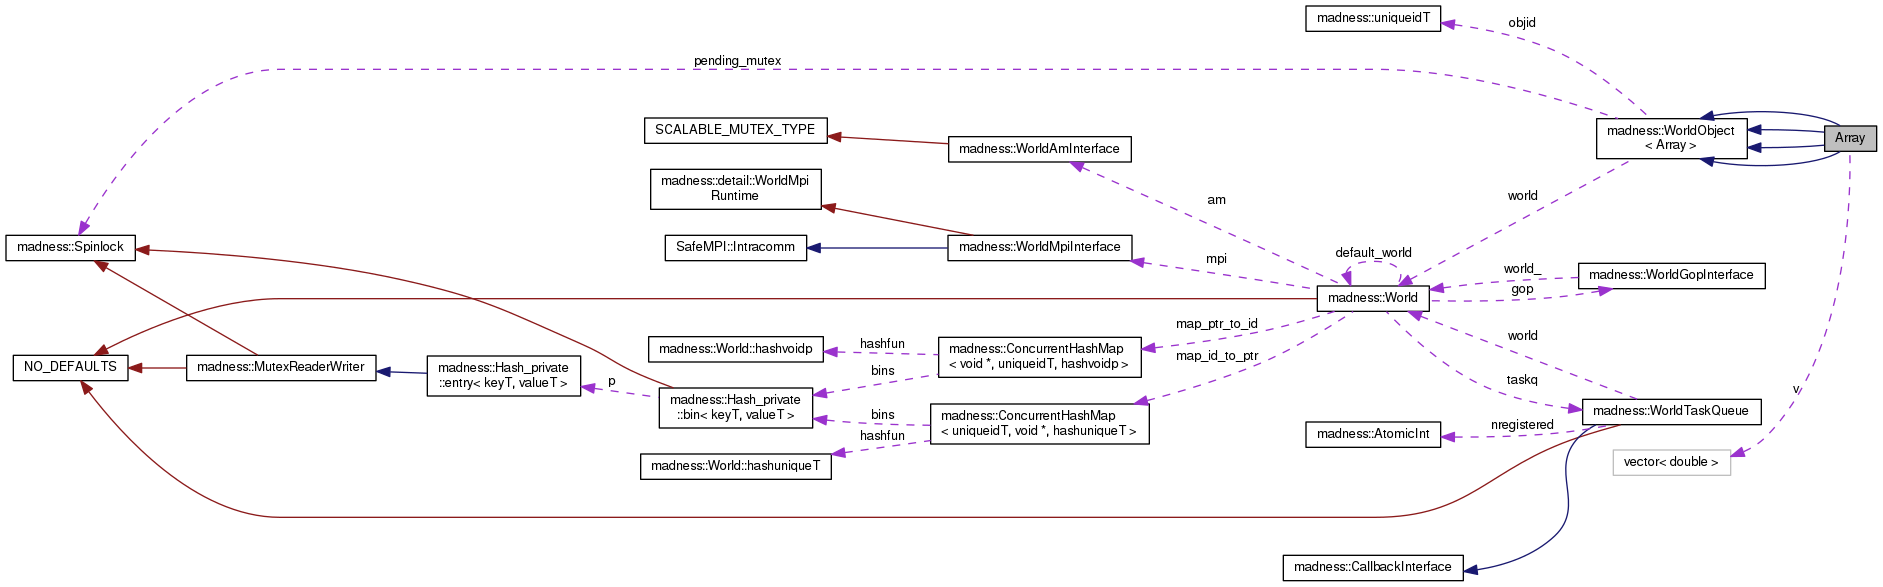 madness::uniqueidT
objid
pending_mutex
madness::WorldObject
< Array >
Array
SCALABLE_MUTEX_TYPE
madness::WorldAmInterface
madness::detail::WorldMpi
Runtime
am
world
madness::Spinlock
SafeMPI::Intracomm
madness::WorldMpiInterface
mpi
default_world
world_
madness::WorldGopInterface
gop
madness::World
map_ptr_to_id
world
madness::World::hashvoidp
hashfun
madness::ConcurrentHashMap
< void *, uniqueidT, hashvoidp >
map_id_to_ptr
NO_DEFAULTS
madness::MutexReaderWriter
madness::Hash_private
::entry< keyT, valueT >
p
bins
taskq
v
madness::Hash_private
::bin< keyT, valueT >
bins
madness::ConcurrentHashMap
< uniqueidT, void *, hashuniqueT >
madness::WorldTaskQueue
hashfun
madness::AtomicInt
nregistered
madness::World::hashuniqueT
vector< double >
madness::CallbackInterface